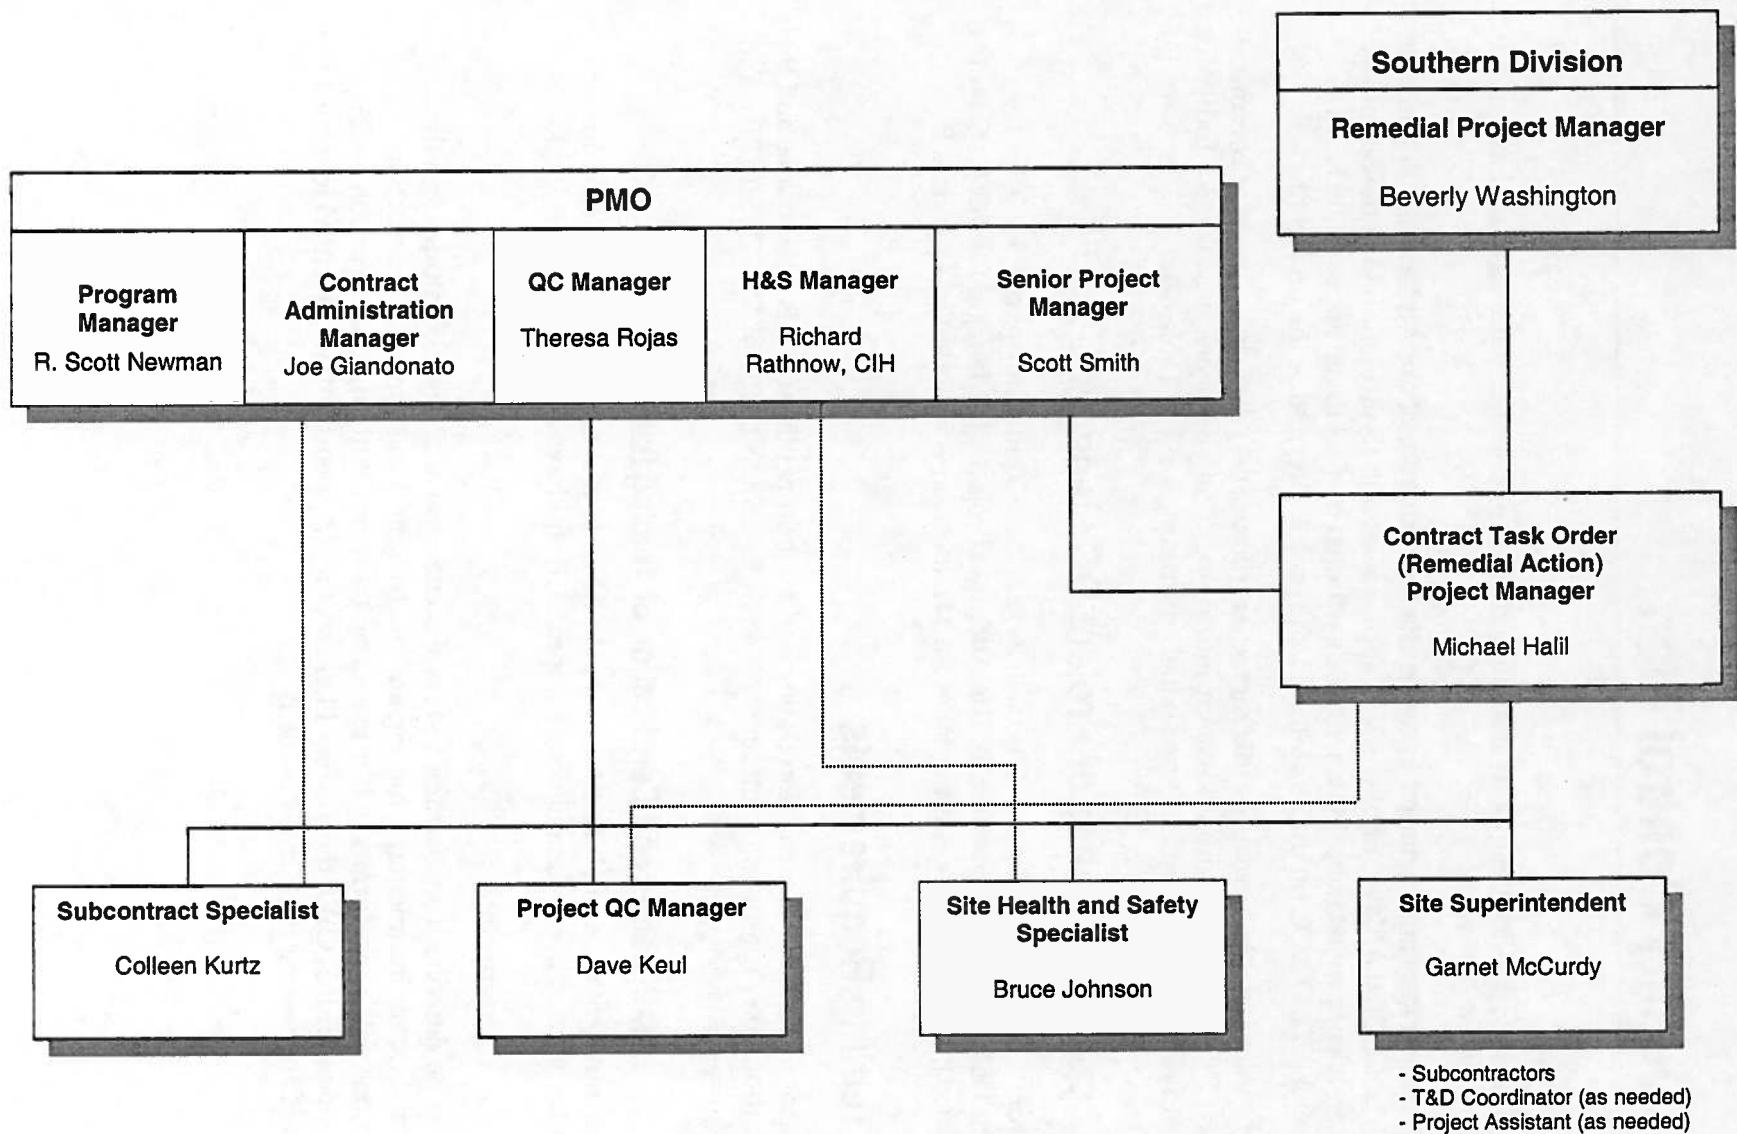 Southern Division
Remedial Project Manager
Beverly Washington
PMO
Program
Manager
R. Scott Newman
Contract
Administration
Manager
Joe Giandonato
QC Manager
Theresa Rojas
H&S Manager
Richard
Rathnow, CIH
Senior Project
Manager
Scott Smith
Contract Task Order
(Remedial Action)
Project Manager
Michael Halil
Subcontract Specialist
Colleen Kurtz
Project QC Manager
Dave Keul
Site Health and Safety
Specialist
Bruce Johnson
Site Superintendent
Garnet McCurdy
- Subcontractors
- T&D Coordinator (as needed)
- Project Assistant (as needed)